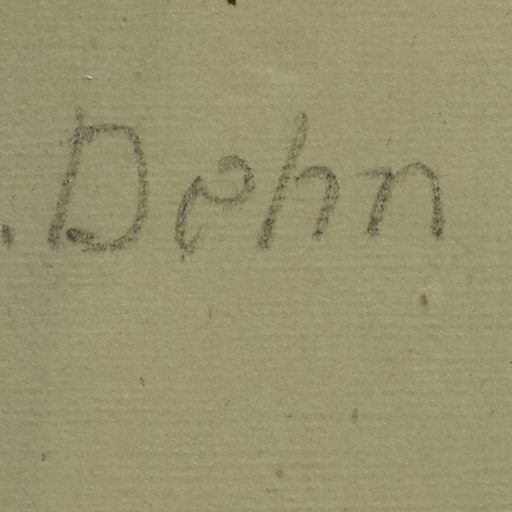 . Dehn